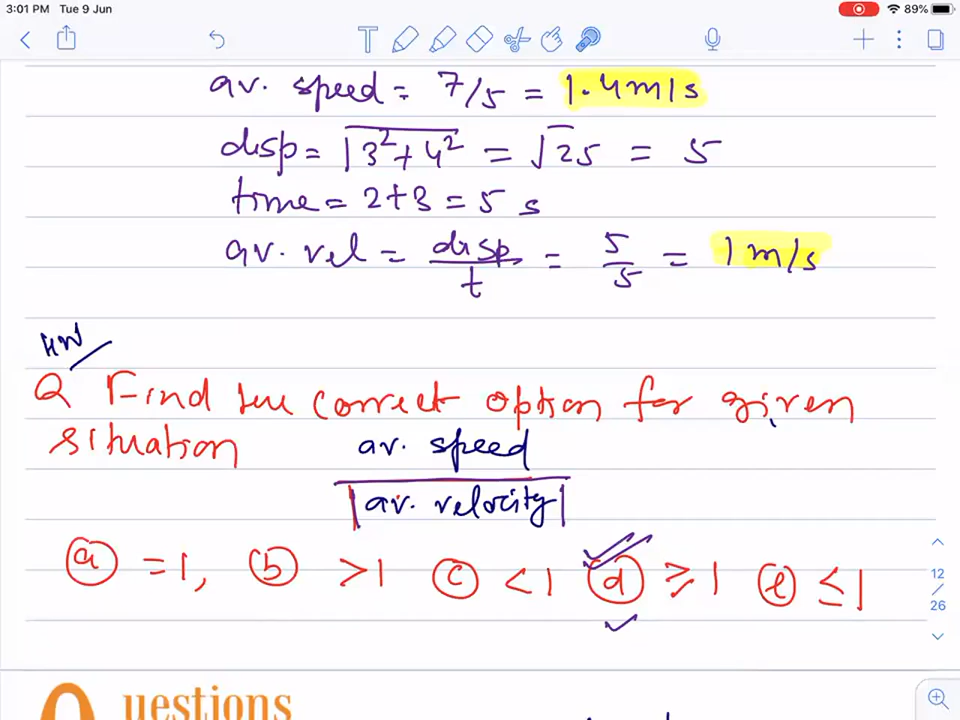 3:01 PM Tue 9 Jun 89%
av. speed = 7/5 = 1.4 m/s
disp = √3²+4² = √25 = 5
time = 2+3 = 5 s
av. vel = disp/t = 5/5 = 1 m/s
HW
Q Find the correct option for given
situation av. speed
|av. velocity|
(a) =1, (b) >1 (c) <1 (d) ≥1 (e) ≤1
12
/
26
Questions